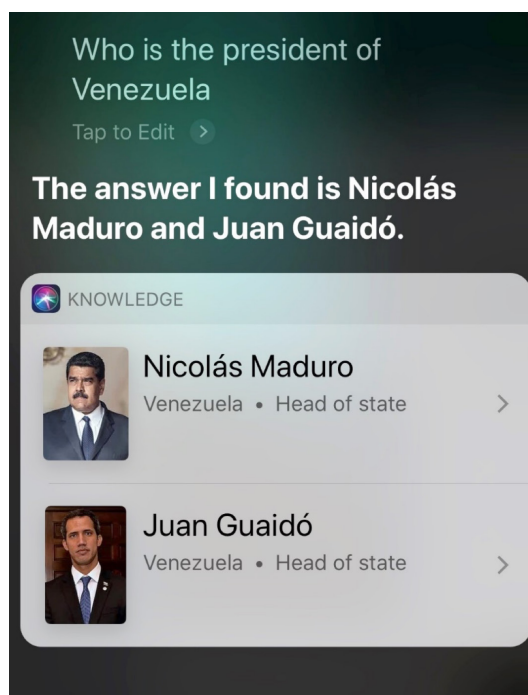 Who is the president of
Venezuela
Tap to Edit
The answer I found is Nicolás
Maduro and Juan Guaidó.
KNOWLEDGE
Nicolás Maduro
Venezuela • Head of state
Juan Guaidó
Venezuela • Head of state